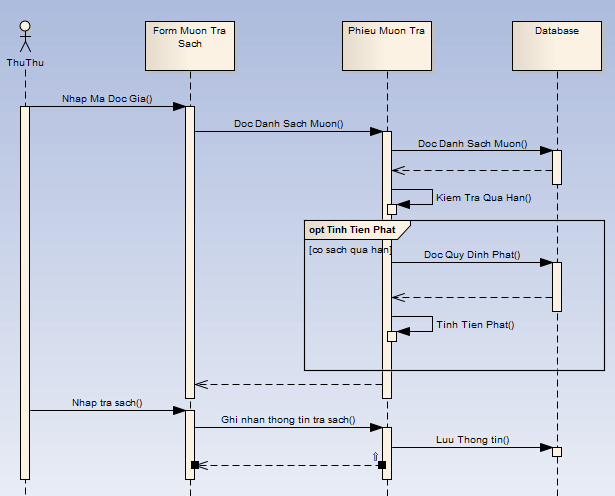 Form Muon Tra
Sach
Phieu Muon Tra
Database
ThuThu
Nhap Ma Doc Gia()
Doc Danh Sach Muon()
Doc Danh Sach Muon()
Kiem Tra Qua Han()
opt Tinh Tien Phat
[co sach qua han]
Doc Quy Dinh Phat()
Tinh Tien Phat()
Nhap tra sach()
Ghi nhan thong tin tra sach()
Luu Thong tin()